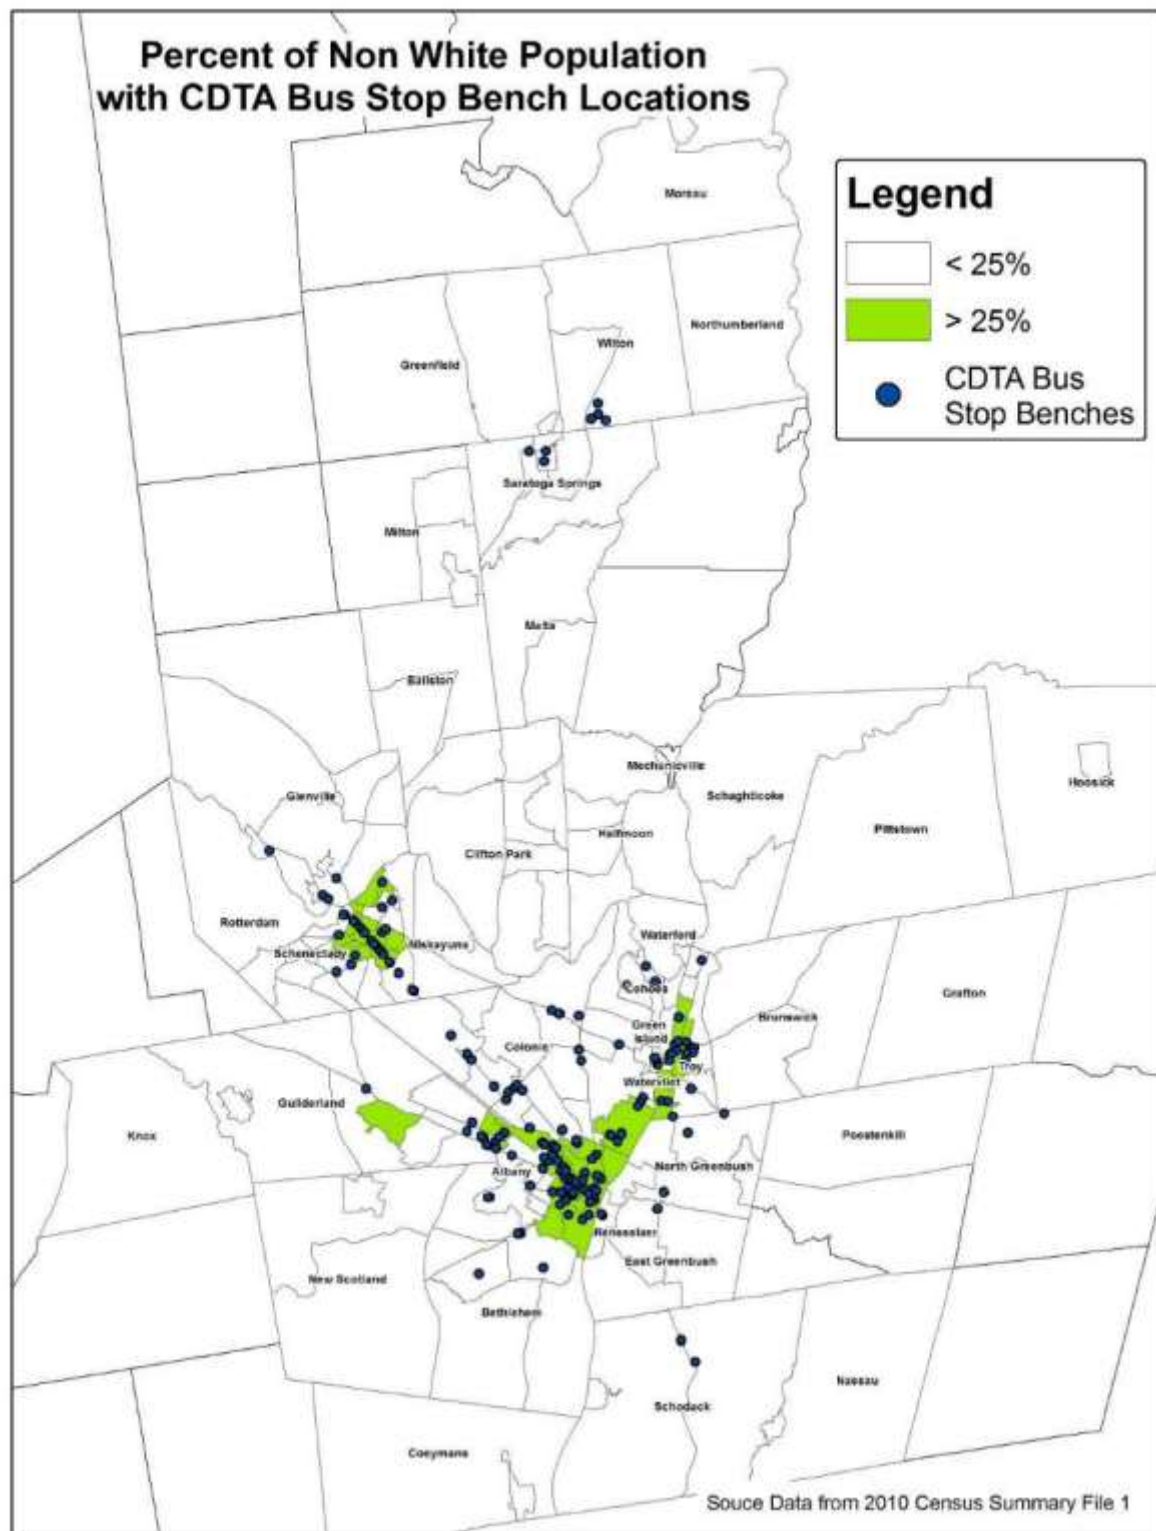 Percent of Non White Population
with CDTA Bus Stop Bench Locations
Legend
< 25%
> 25%
CDTA Bus
Stop Benches
Moreau
Northumberland
Wilton
Greenfield
Saratoga Springs
Milton
Malta
Ballston
Mechanicville
Hoosick
Glenville
Schaghticoke
Pittstown
Halfmoon
Clifton Park
Rotterdam
Waterford
Niskayuna
Schenectady
Cohoes
Grafton
Brunswick
Green
Island
Colonie
Troy
Watervliet
Guilderland
Knox
Poestenkill
North Greenbush
Albany
Rensselaer
East Greenbush
New Scotland
Bethlehem
Nassau
Schodack
Coeymans
Souce Data from 2010 Census Summary File 1